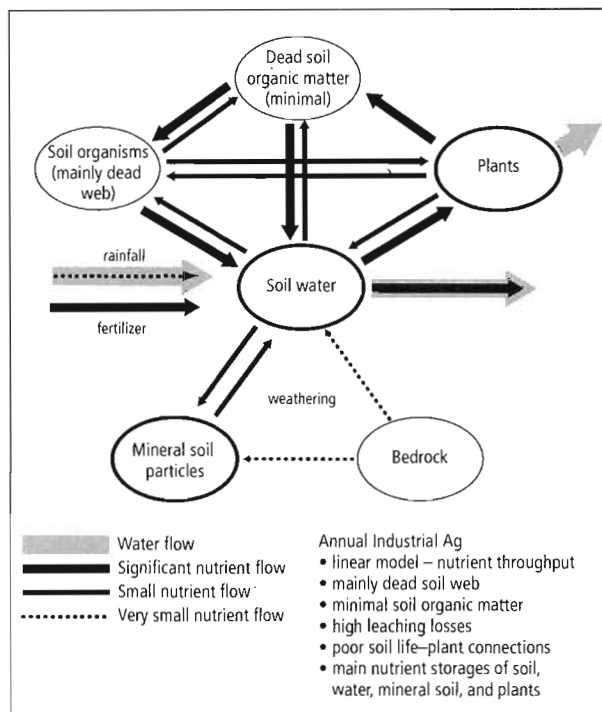 Dead soil
organic matter
(minimal)
Soil organisms
(mainly dead
web)
Plants
rainfall
Soil water
fertilizer
weathering
Mineral soil
particles
Bedrock
Water flow
Significant nutrient flow
Small nutrient flow
Very small nutrient flow
Annual Industrial Ag
• linear model – nutrient throughput
• mainly dead soil web
• minimal soil organic matter
• high leaching losses
• poor soil life–plant connections
• main nutrient storages of soil,
water, mineral soil, and plants